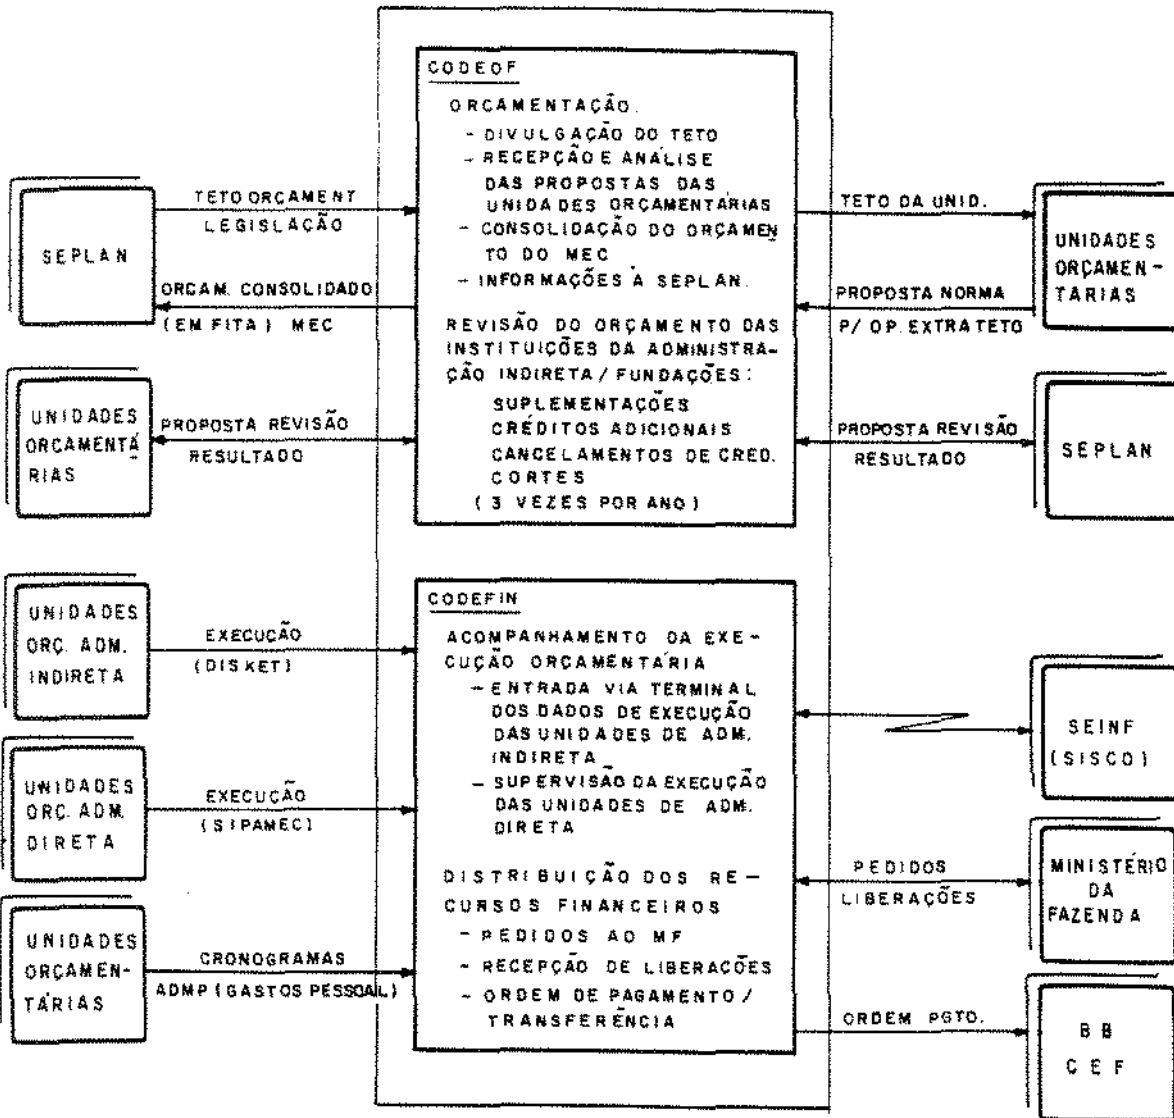 CODEOF
ORÇAMENTAÇÃO.
- DIVULGAÇÃO DO TETO
- RECEPÇÃO E ANÁLISE
DAS PROPOSTAS DAS
UNIDADES ORÇAMENTÁRIAS
- CONSOLIDAÇÃO DO ORÇAMEN
TO DO MEC
- INFORMAÇÕES À SEPLAN.
REVISÃO DO ORÇAMENTO DAS
INSTITUIÇÕES DA ADMINISTRA-
ÇÃO INDIRETA / FUNDAÇÕES:
SUPLEMENTAÇÕES
CRÉDITOS ADICIONAIS
CANCELAMENTOS DE CRED.
CORTES
(3 VEZES POR ANO)
SEPLAN
TETO ORÇAMENT
LEGISLAÇÃO
ORÇAM. CONSOLIDADO
(EM FITA) MEC
UNIDADES
ORÇAMENTÁ
RIAS
PROPOSTA REVISÃO
RESULTADO
TETO DA UNID.
PROPOSTA NORMA
P/ OP. EXTRA TETO
UNIDADES
ORÇAMEN-
TÁRIAS
PROPOSTA REVISÃO
RESULTADO
SEPLAN
CODEFIN
ACOMPANHAMENTO DA EXE-
CUÇÃO ORÇAMENTÁRIA
- ENTRADA VIA TERMINAL
DOS DADOS DE EXECUÇÃO
DAS UNIDADES DE ADM.
INDIRETA
- SUPERVISÃO DA EXECUÇÃO
DAS UNIDADES DE ADM.
DIRETA
DISTRIBUIÇÃO DOS RE-
CURSOS FINANCEIROS
- PEDIDOS AO MF
- RECEPÇÃO DE LIBERAÇÕES
- ORDEM DE PAGAMENTO /
TRANSFERÊNCIA
UNIDADES
ORÇ. ADM.
INDIRETA
EXECUÇÃO
(DISKET)
UNIDADES
ORÇ. ADM.
DIRETA
EXECUÇÃO
(SIPAMEC)
UNIDADES
ORÇAMEN-
TÁRIAS
CRONOGRAMAS
ADMP (GASTOS PESSOAL)
SEINF
(SISCO)
PEDIDOS
LIBERAÇÕES
MINISTÉRIO
DA
FAZENDA
ORDEM PGTO.
BB
CEF